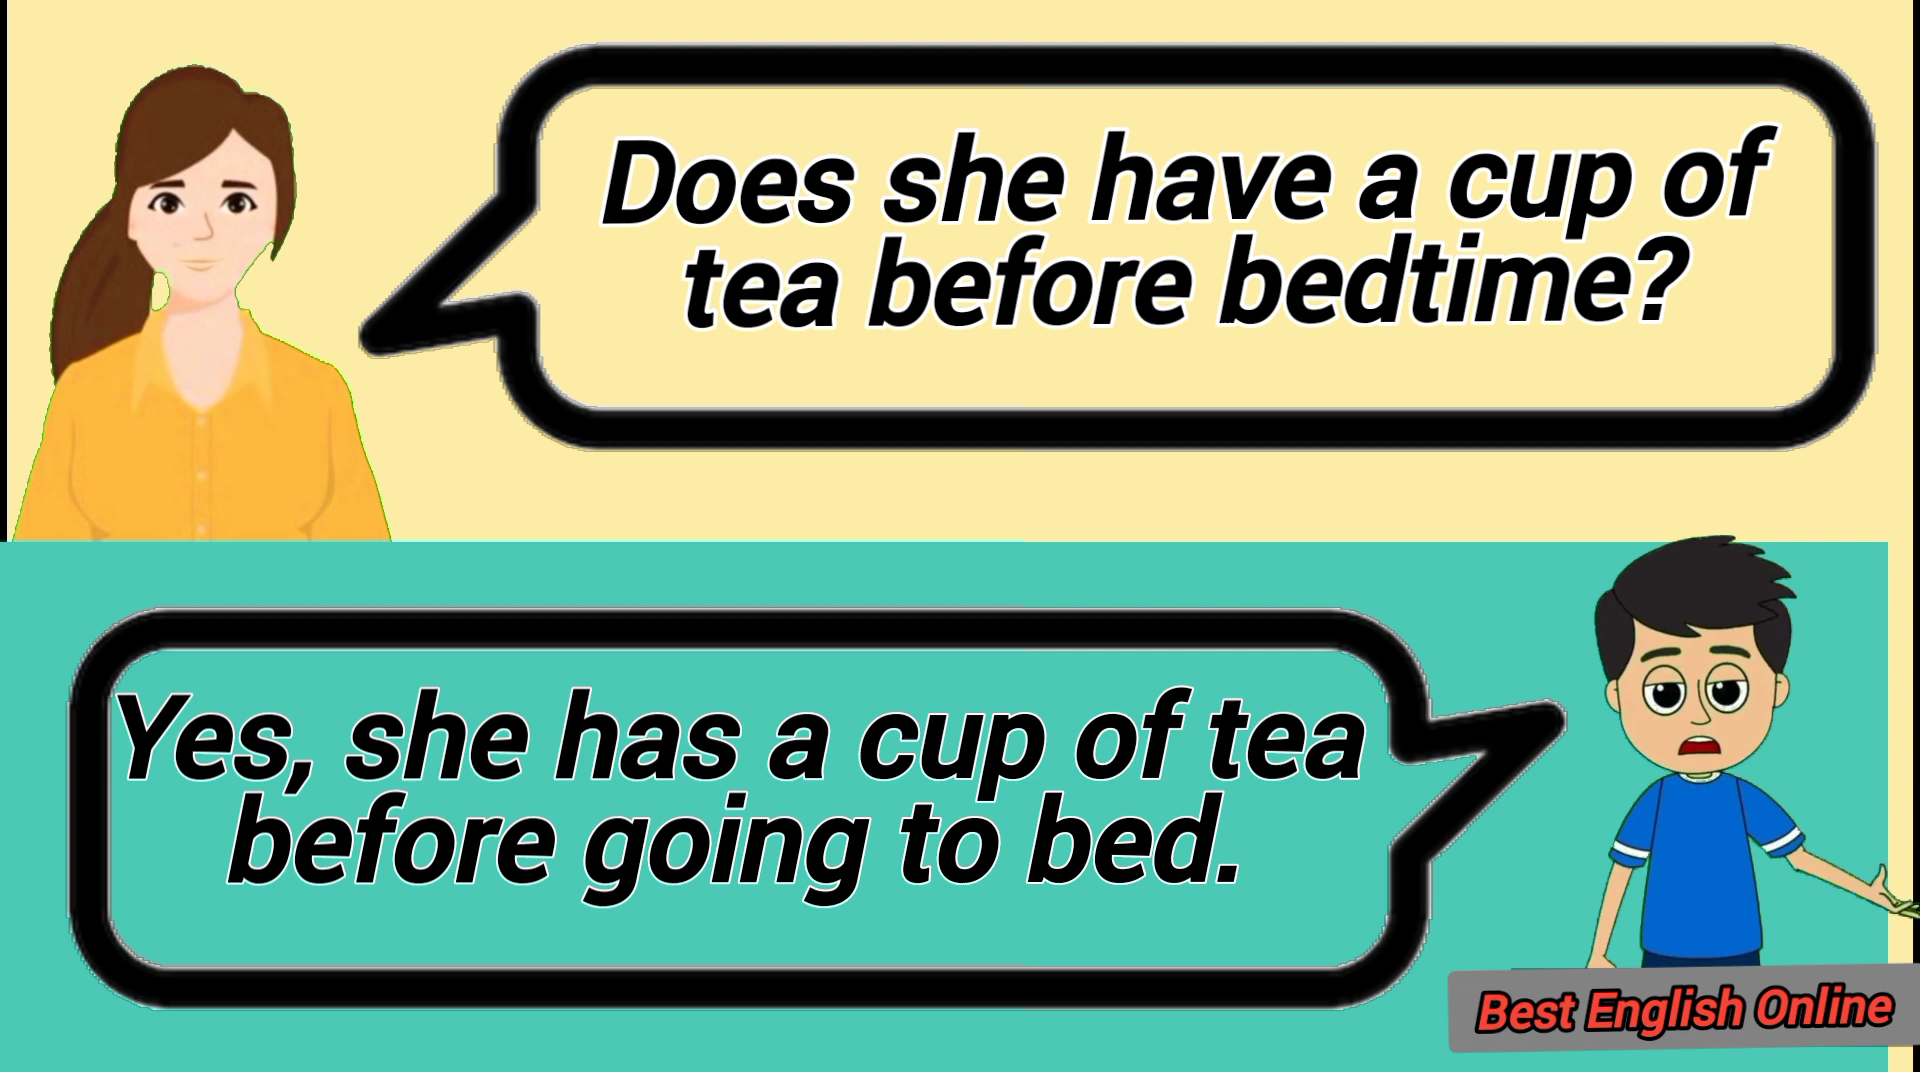 Does she have a cup of
tea before bedtime?
Yes, she has a cup of tea
before going to bed.
Best English Online